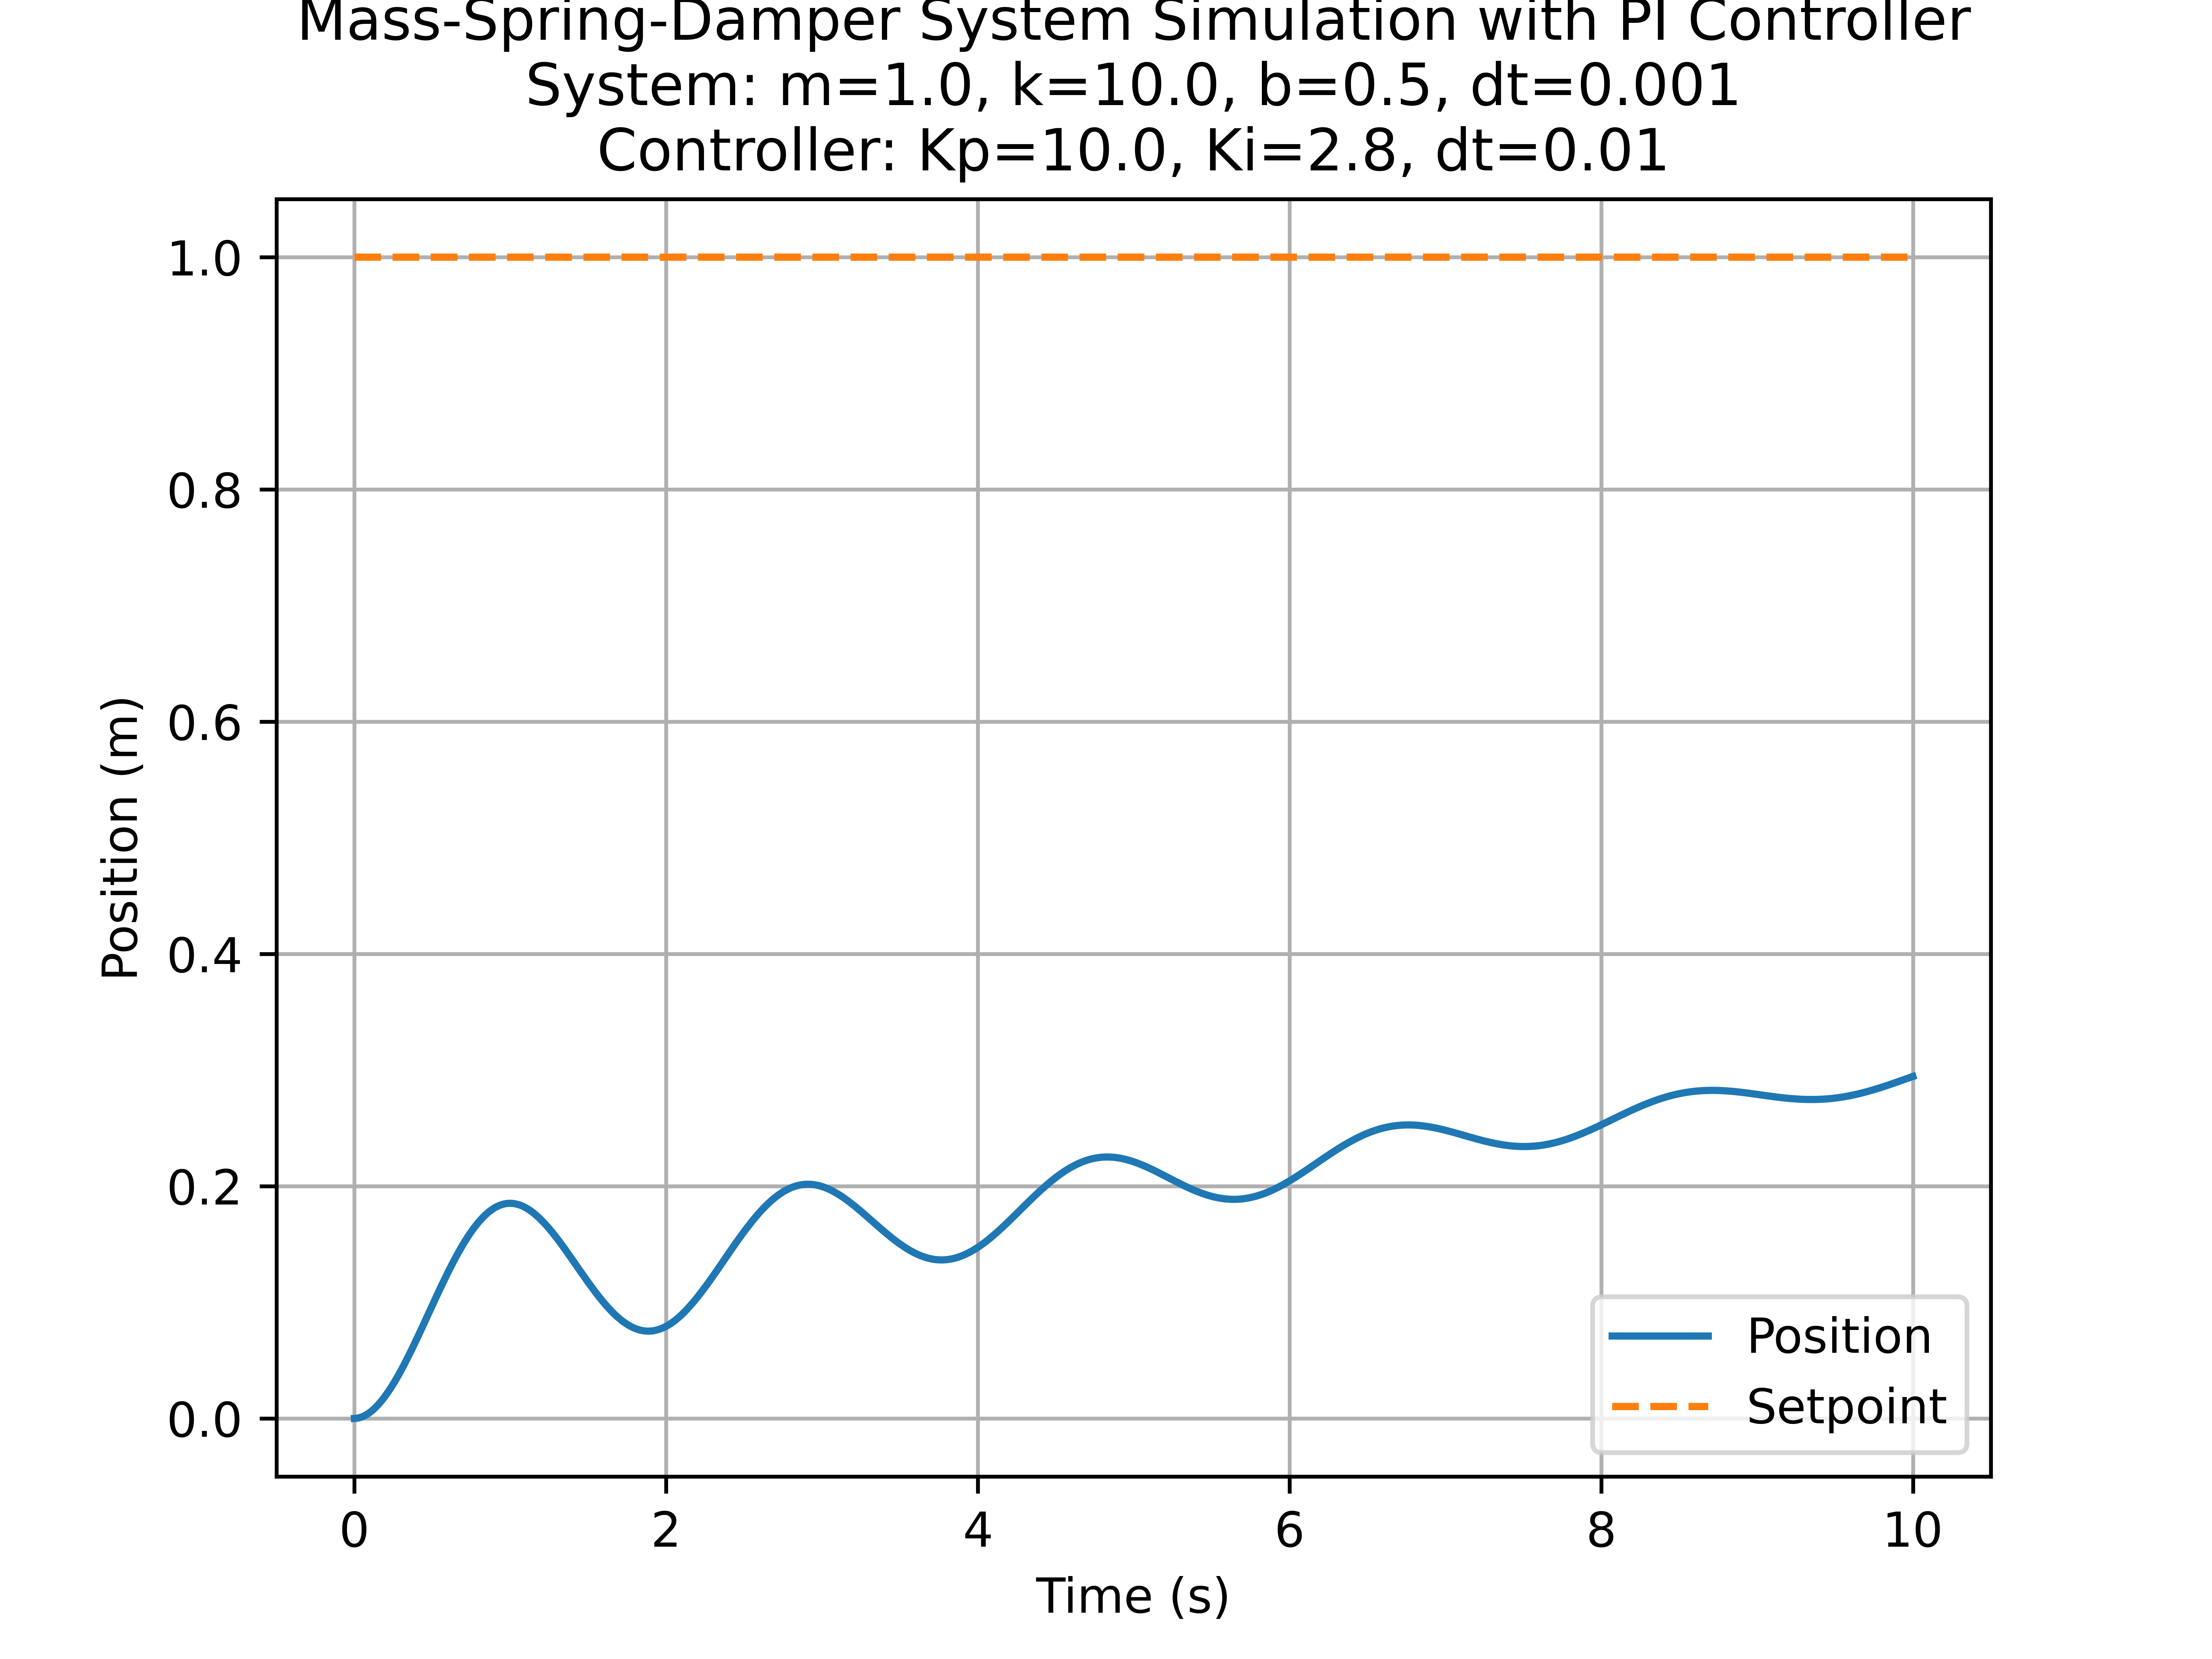 Mass-Spring-Damper System Simulation with PI Controller
System: m=1.0, k=10.0, b=0.5, dt=0.001
Controller: Kp=10.0, Ki=2.8, dt=0.01
1.0
0.8
0.6
0.4
0.2
0.0
Position (m)
Position
Setpoint
0 2 4 6 8 10
Time (s)